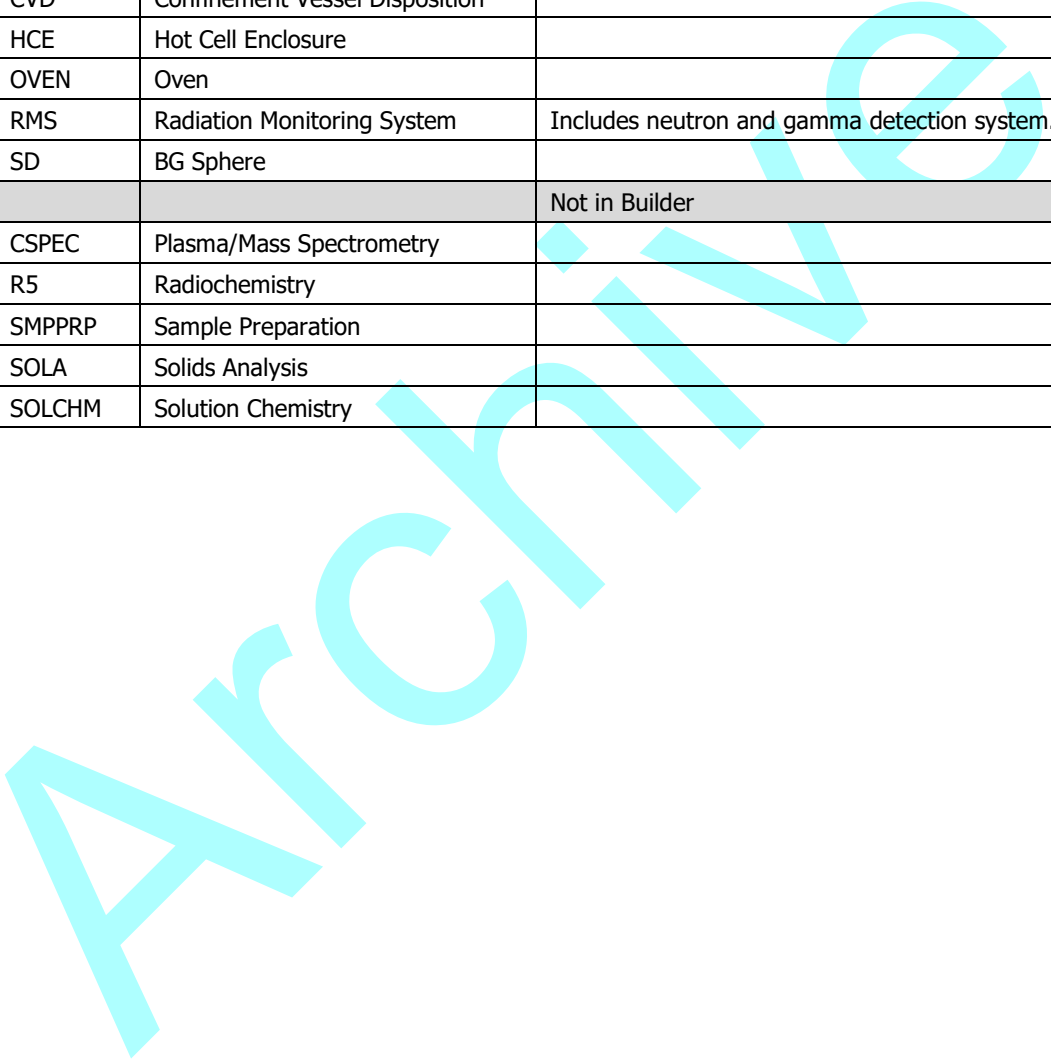 CVD Confinement Vessel Disposition
HCE Hot Cell Enclosure
OVEN Oven
RMS Radiation Monitoring System Includes neutron and gamma detection system
SD BG Sphere
Not in Builder
CSPEC Plasma/Mass Spectrometry
R5 Radiochemistry
SMPPRP Sample Preparation
SOLA Solids Analysis
SOLCHM Solution Chemistry
Archive